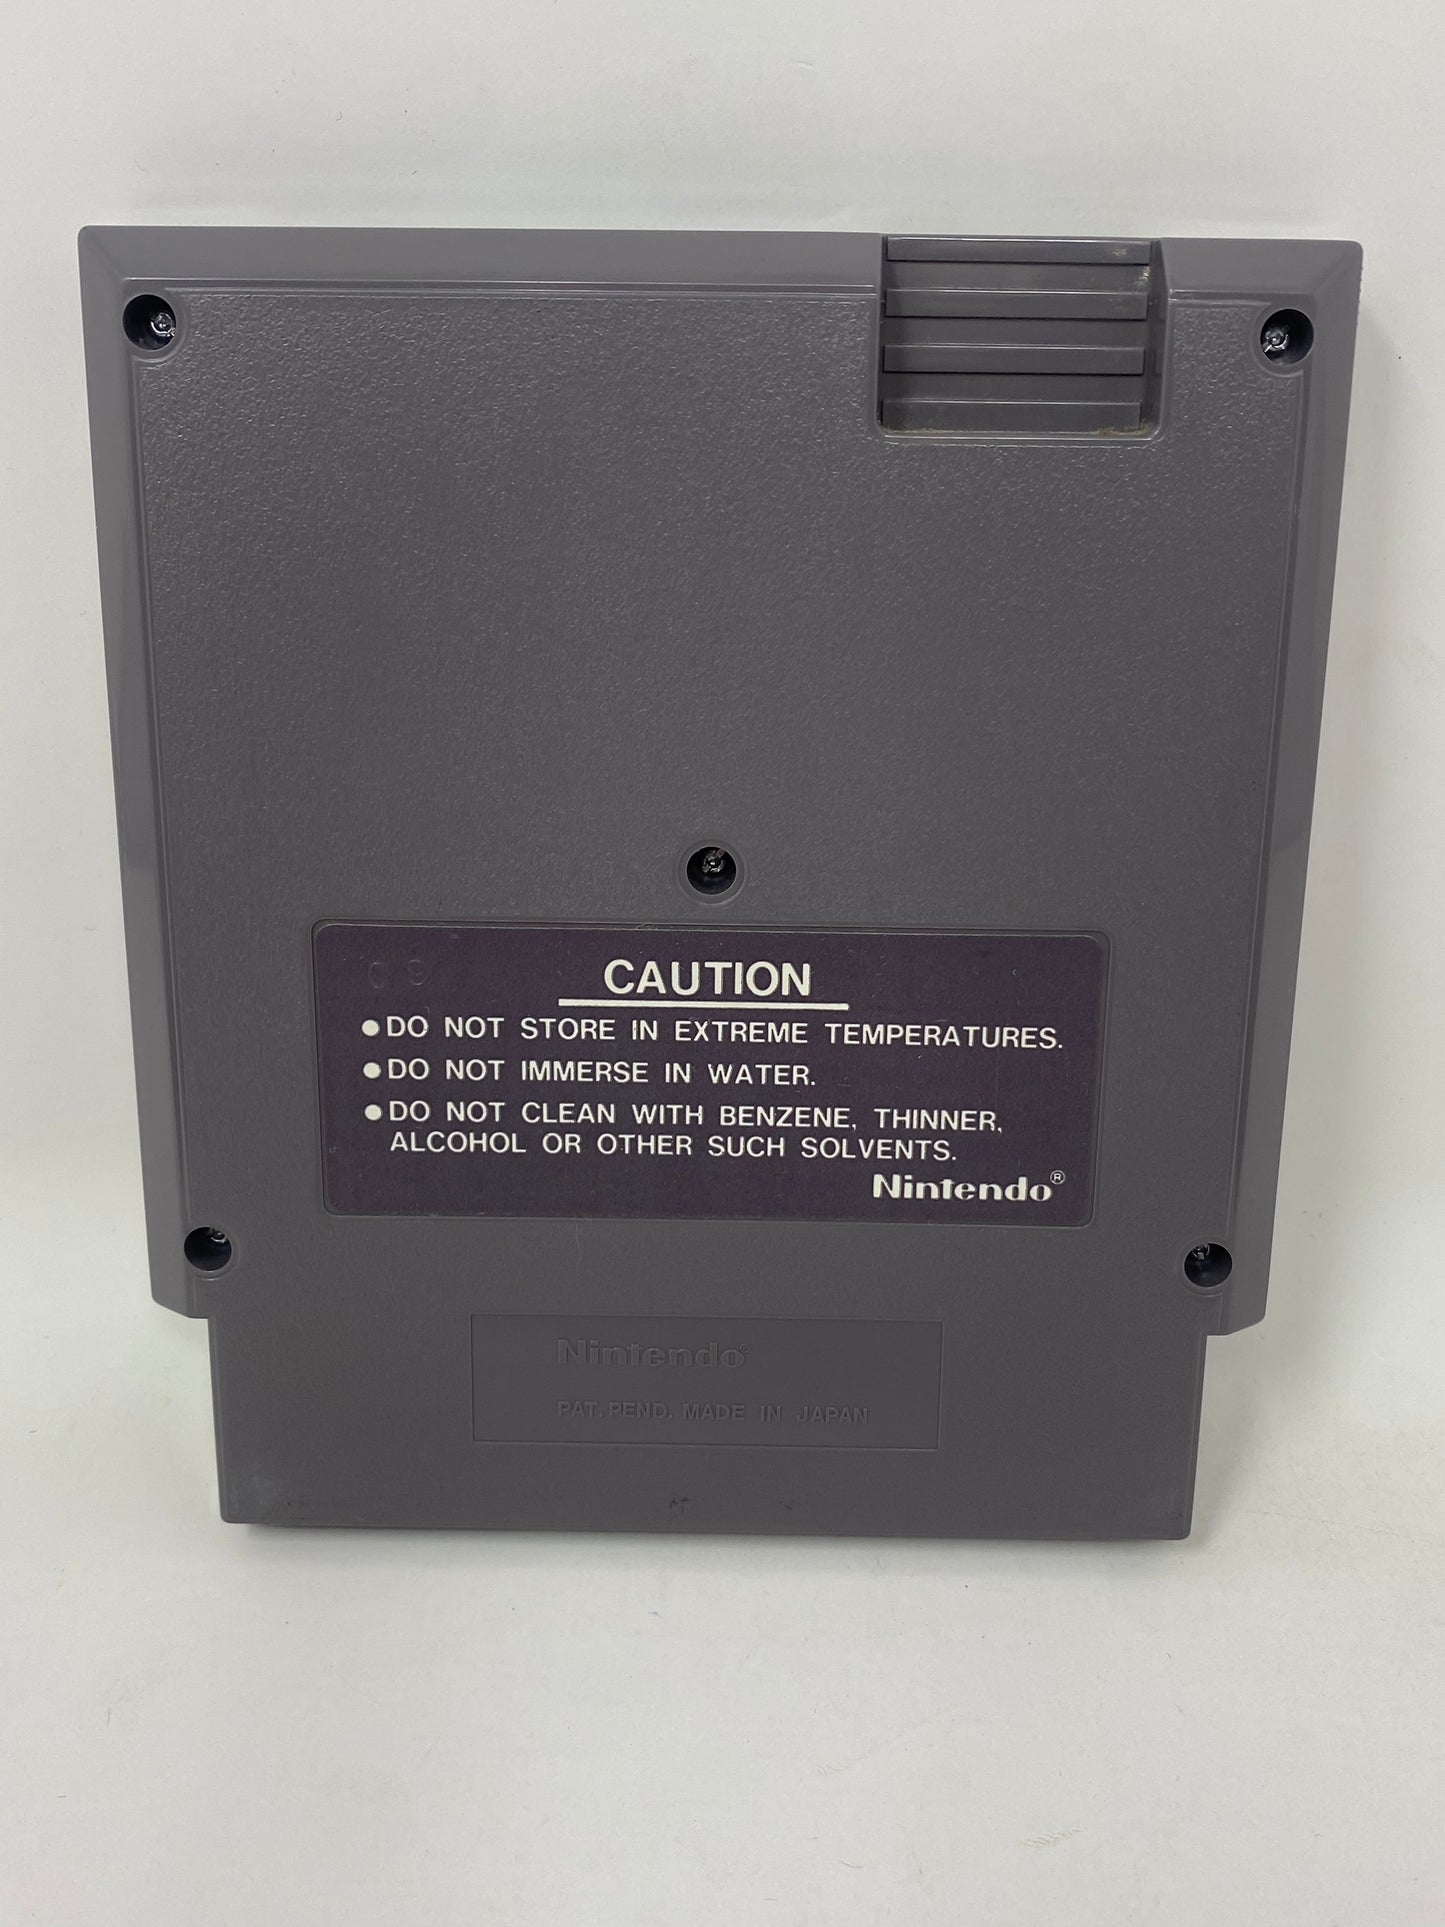 CAUTION
●DO NOT STORE IN EXTREME TEMPERATURES.
●DO NOT IMMERSE IN WATER.
●DO NOT CLEAN WITH BENZENE, THINNER,
ALCOHOL OR OTHER SUCH SOLVENTS.
Nintendo®
Nintendo®
PAT. PEND. MADE IN JAPAN